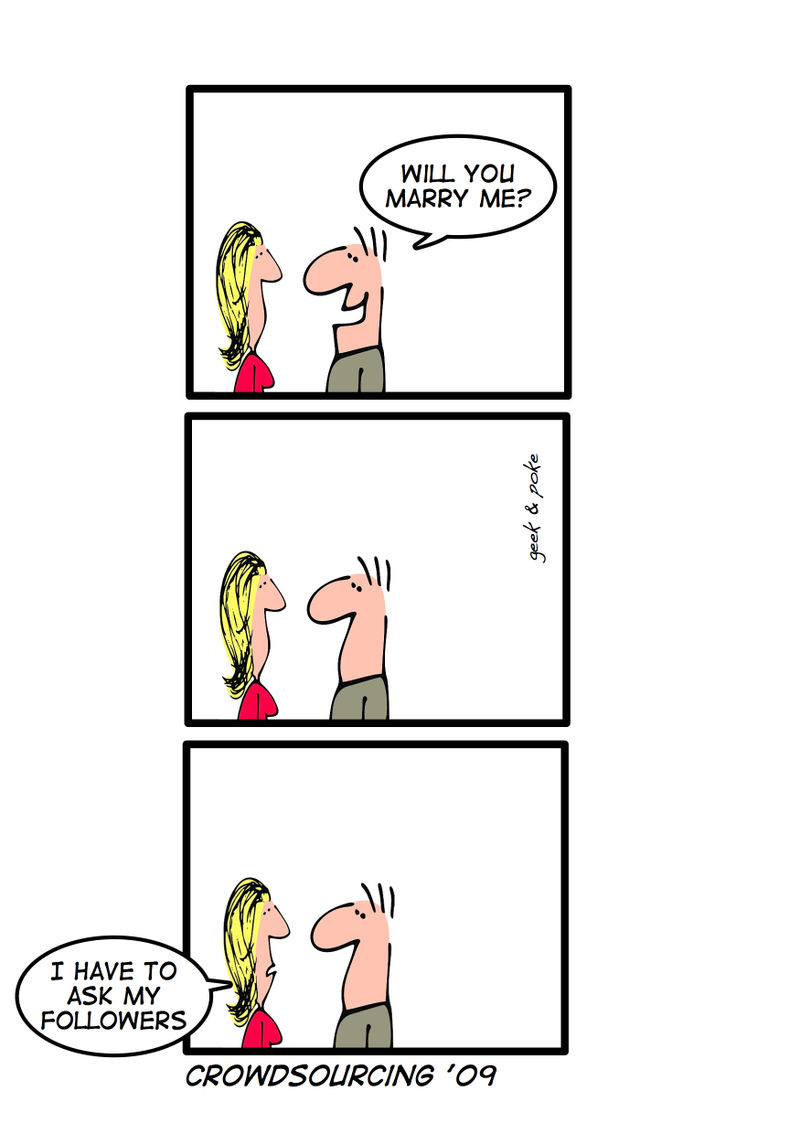 WILL YOU
MARRY ME?
geek & poke
I HAVE TO
ASK MY
FOLLOWERS
CROWDSOURCING '09